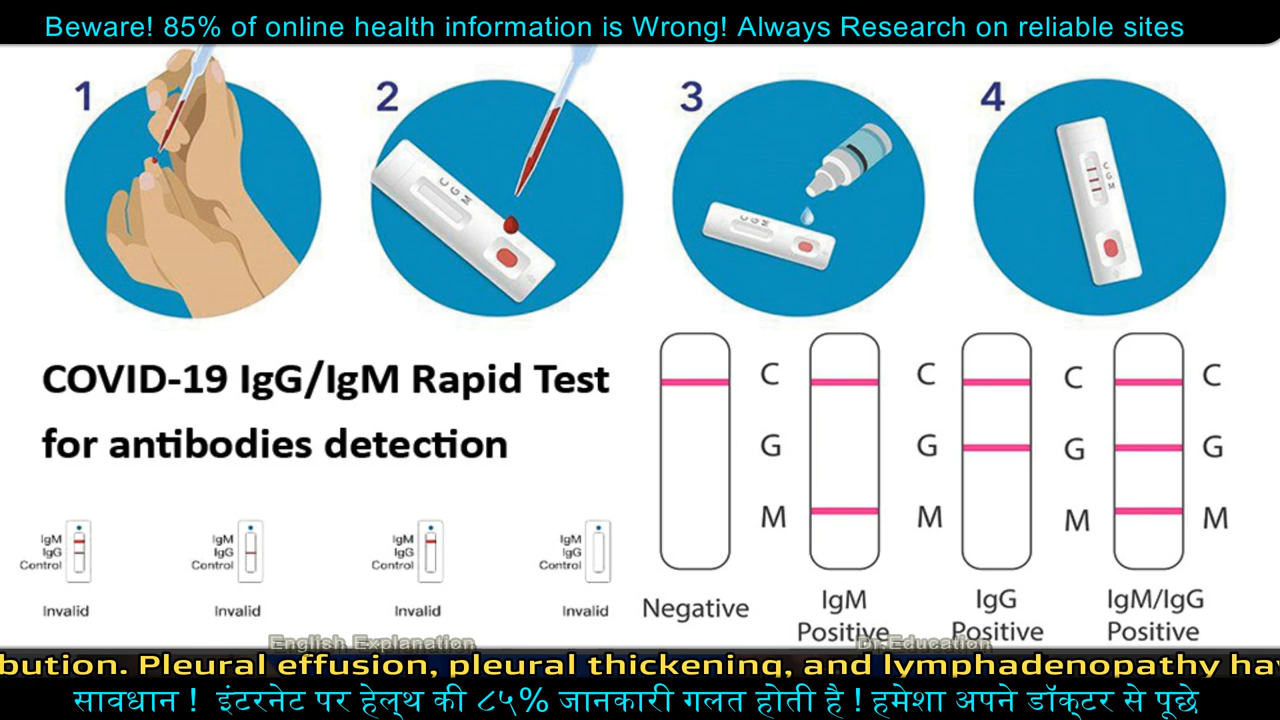 Beware! 85% of online health information is Wrong! Always Research on reliable sites
1
2
3
4
C G M
C G M
C G M
C G M
COVID-19 IgG/IgM Rapid Test
for antibodies detection
C
G
M
Negative
C
G
M
IgM
Positive
C
G
M
IgG
Positive
C
G
M
IgM/IgG
Positive
IgM
IgG
Control
Invalid
IgM
IgG
Control
Invalid
IgM
IgG
Control
Invalid
IgM
IgG
Control
Invalid
English Explanation
Dr.Education
bution. Pleural effusion, pleural thickening, and lymphadenopathy ha
सावधान ! इंटरनेट पर हेल्थ की ८५% जानकारी गलत होती है ! हमेशा अपने डॉक्टर से पूछे